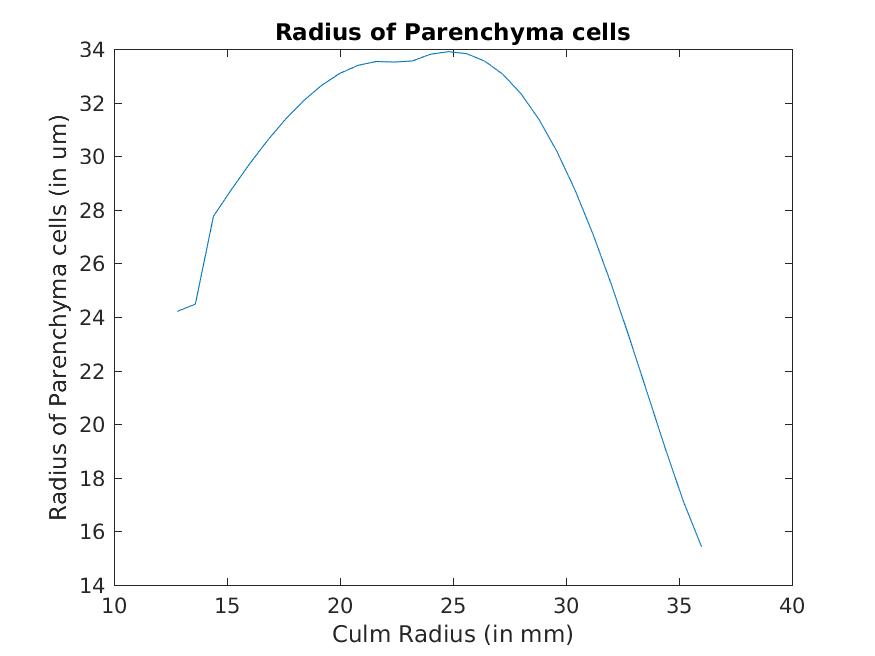 Radius of Parenchyma cells
Radius of Parenchyma cells (in um)
34
32
30
28
26
24
22
20
18
16
14
10 15 20 25 30 35 40
Culm Radius (in mm)